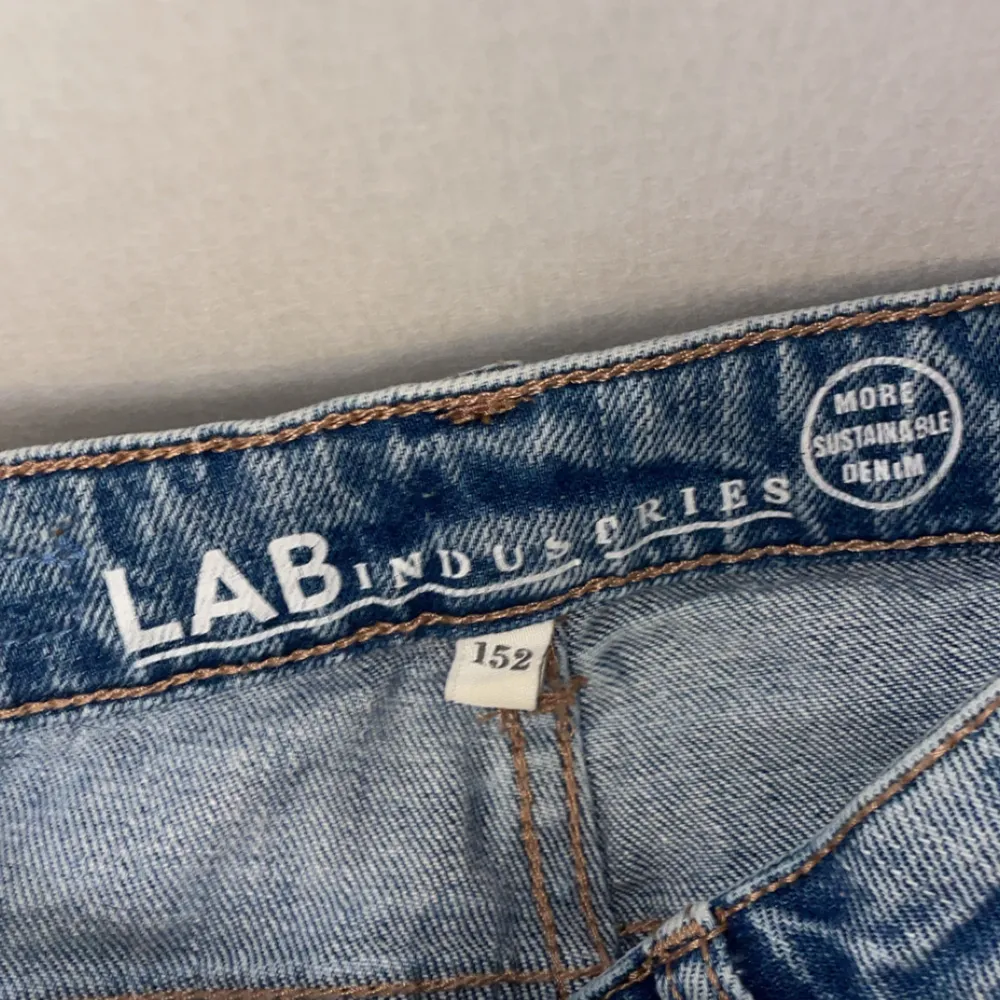 LAB INDUSTRIES
MORE
SUSTAINABLE
DENIM
152